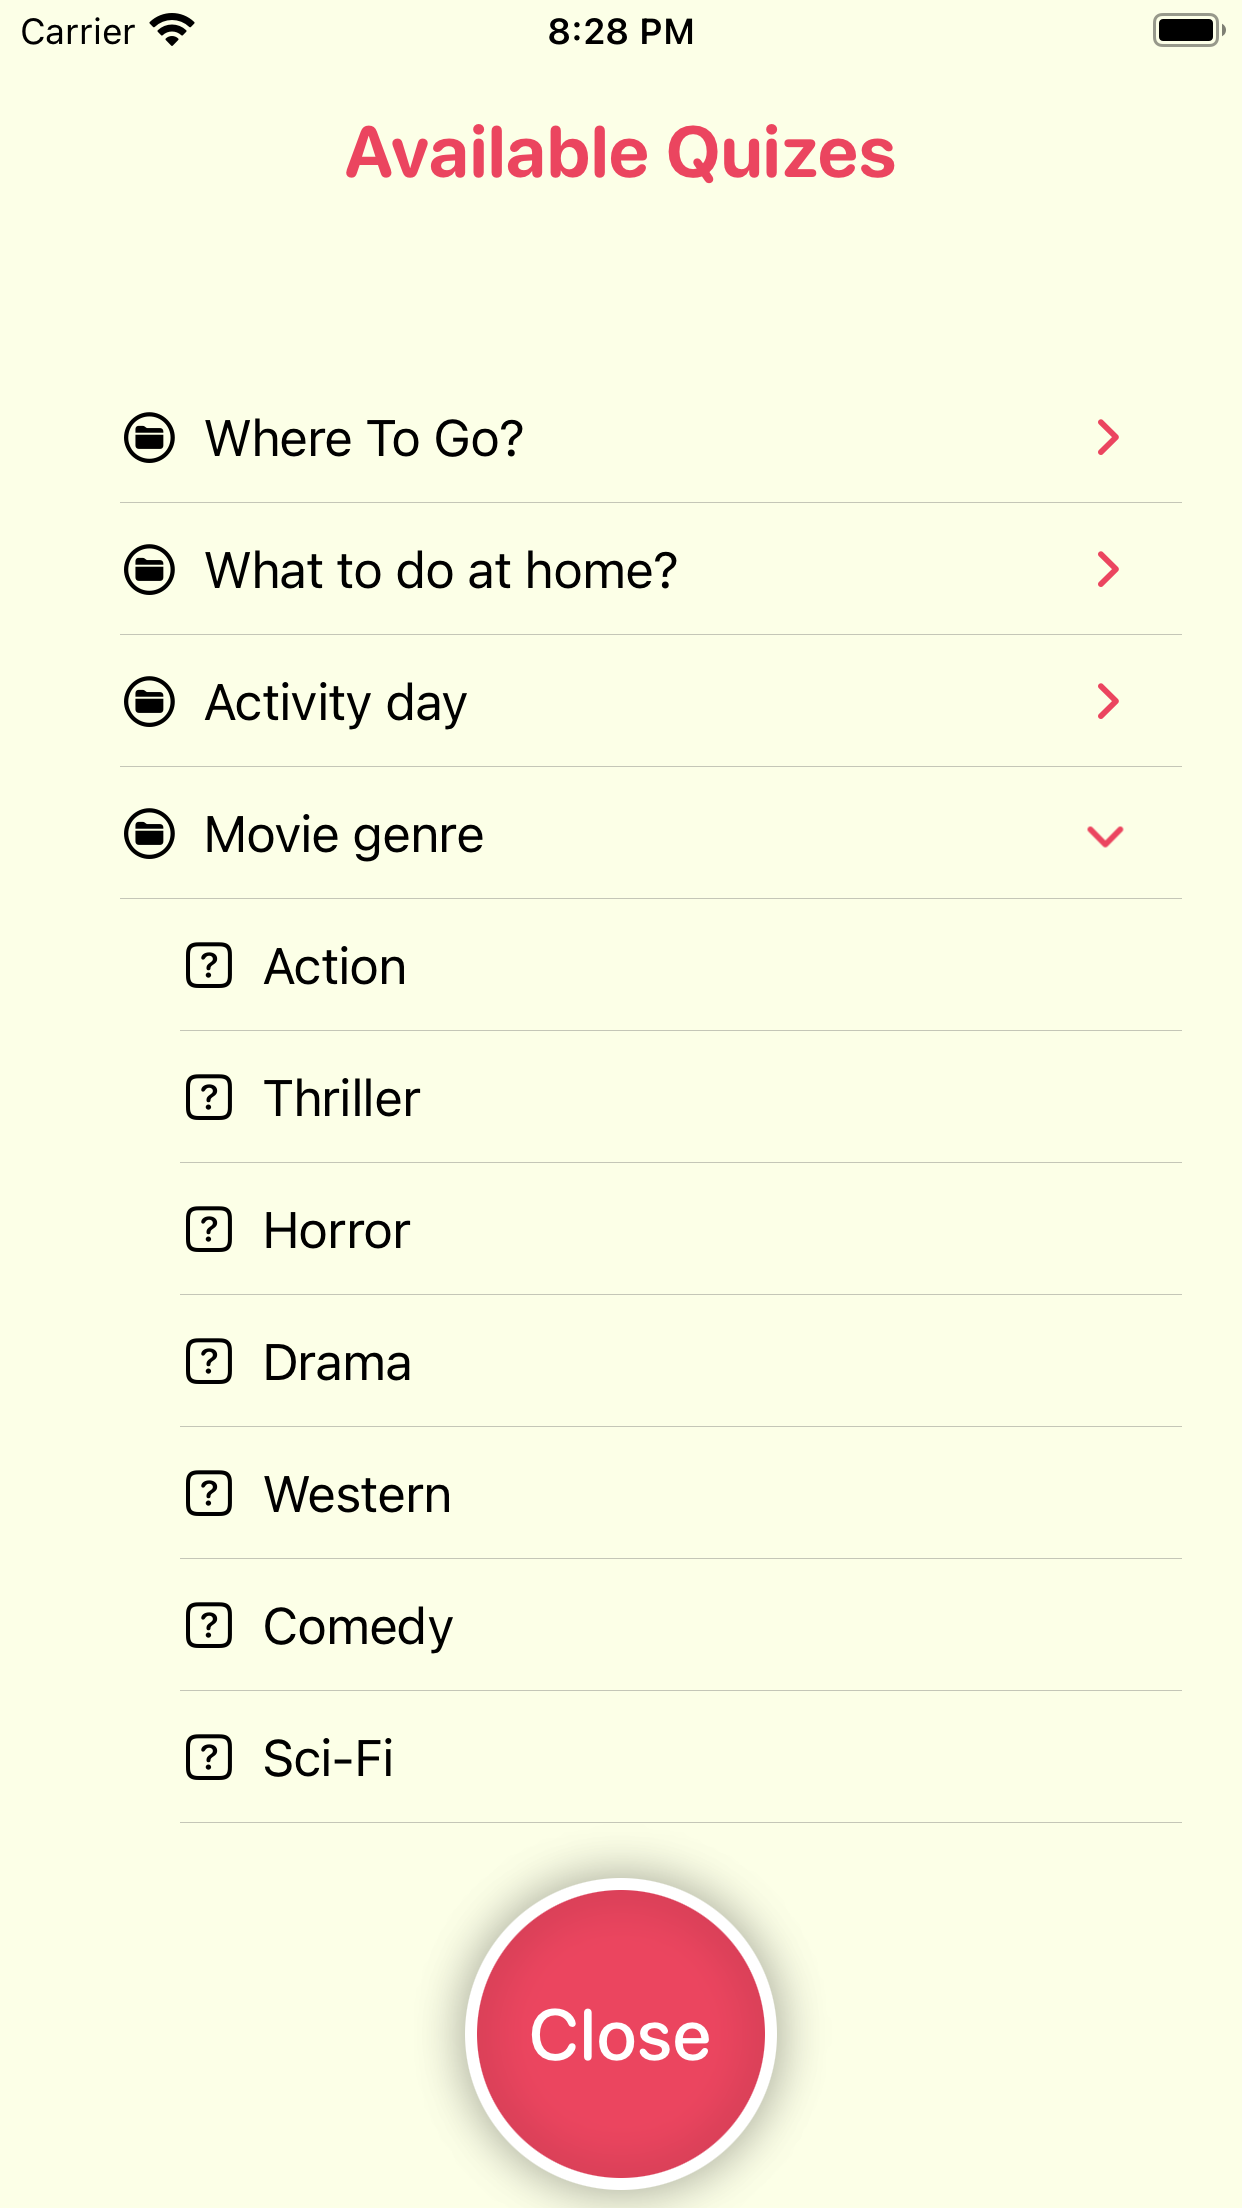 Carrier 8:28 PM
Available Quizes
Where To Go?
What to do at home?
Activity day
Movie genre
? Action
? Thriller
? Horror
? Drama
? Western
? Comedy
? Sci-Fi
Close